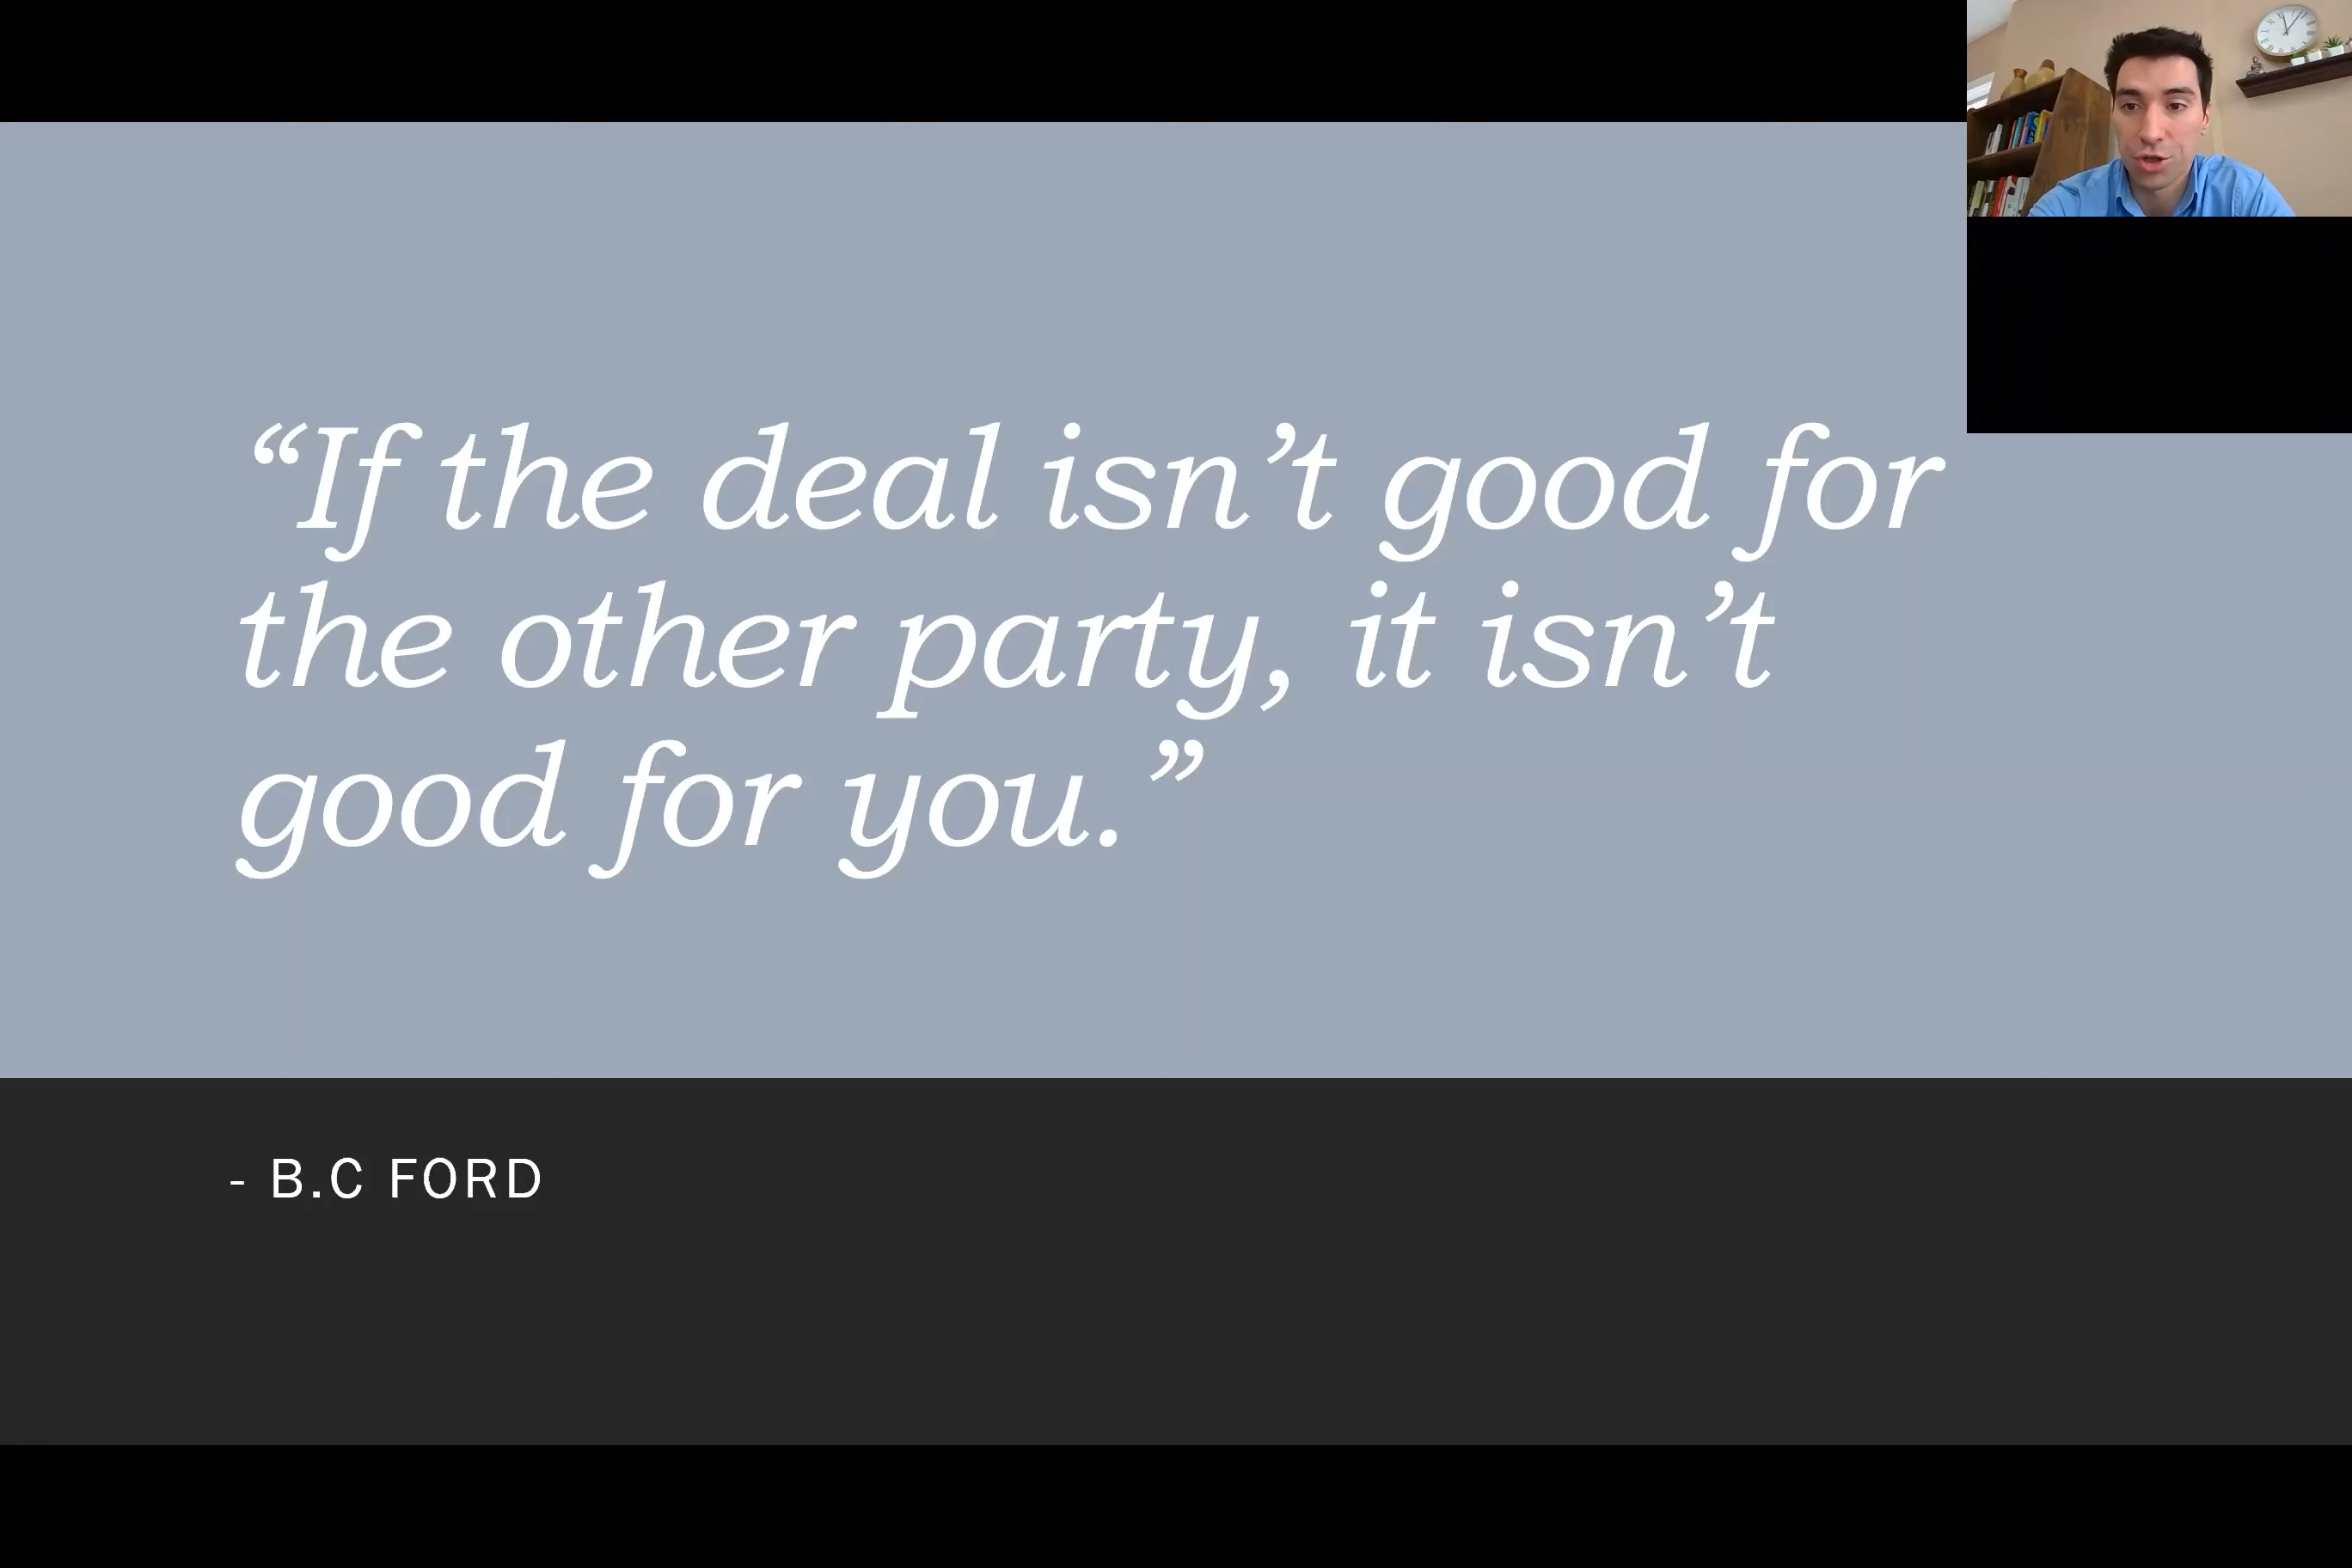 “If the deal isn’t good for
the other party, it isn’t
good for you.”
- B.C FORD